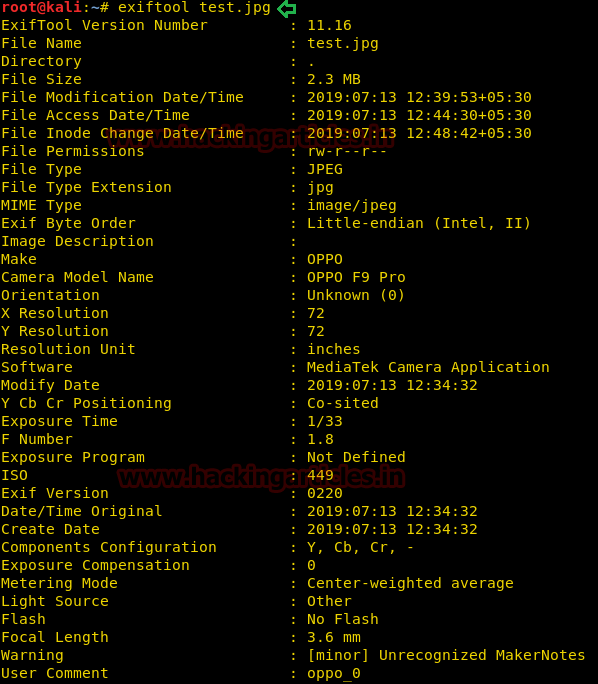 root@kali:~# exiftool test.jpg
ExifTool Version Number : 11.16
File Name : test.jpg
Directory : .
File Size : 2.3 MB
File Modification Date/Time : 2019:07:13 12:39:53+05:30
File Access Date/Time : 2019:07:13 12:44:30+05:30
File Inode Change Date/Time : 2019:07:13 12:48:42+05:30
www.hackingarticles.in
File Permissions : rw-r--r--
File Type : JPEG
File Type Extension : jpg
MIME Type : image/jpeg
Exif Byte Order : Little-endian (Intel, II)
Image Description :
Make : OPPO
Camera Model Name : OPPO F9 Pro
Orientation : Unknown (0)
X Resolution : 72
Y Resolution : 72
Resolution Unit : inches
Software : MediaTek Camera Application
Modify Date : 2019:07:13 12:34:32
Y Cb Cr Positioning : Co-sited
Exposure Time : 1/33
F Number : 1.8
Exposure Program : Not Defined
ISO : 449
www.hackingarticles.in
Exif Version : 0220
Date/Time Original : 2019:07:13 12:34:32
Create Date : 2019:07:13 12:34:32
Components Configuration : Y, Cb, Cr, -
Exposure Compensation : 0
Metering Mode : Center-weighted average
Light Source : Other
Flash : No Flash
Focal Length : 3.6 mm
Warning : [minor] Unrecognized MakerNotes
User Comment : oppo_0